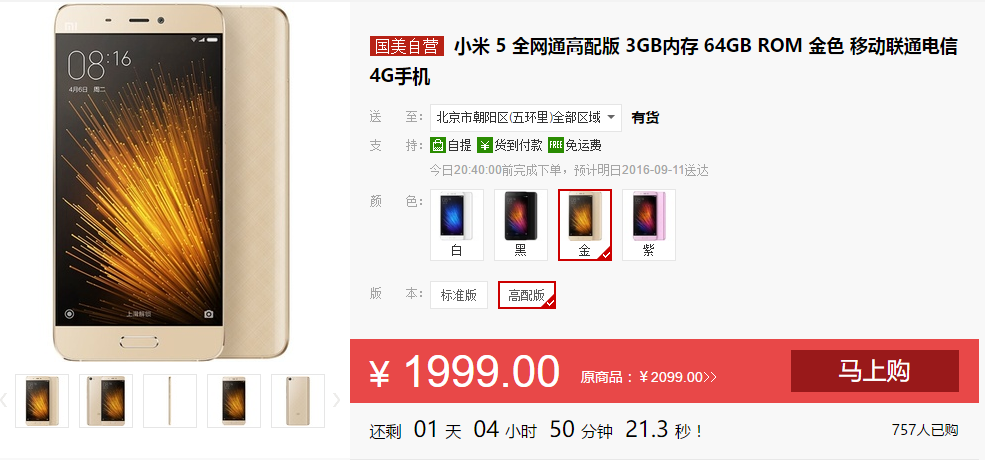 mi
08:16
4月6日 周二
上滑解锁
国美自营 小米 5 全网通高配版 3GB内存 64GB ROM 金色 移动联通电信
4G手机
送 至: 北京市朝阳区(五环里)全部区域 有货
支 持: 自提 ¥ 货到付款 FREE 免运费
今日20:40:00前完成下单，预计明日2016-09-11送达
颜 色: 白 黑 金 紫
版 本: 标准版 高配版
¥ 1999.00 原商品：¥2099.00>> 马上购
还剩 01 天 04 小时 50 分钟 21.3 秒！ 757人已购